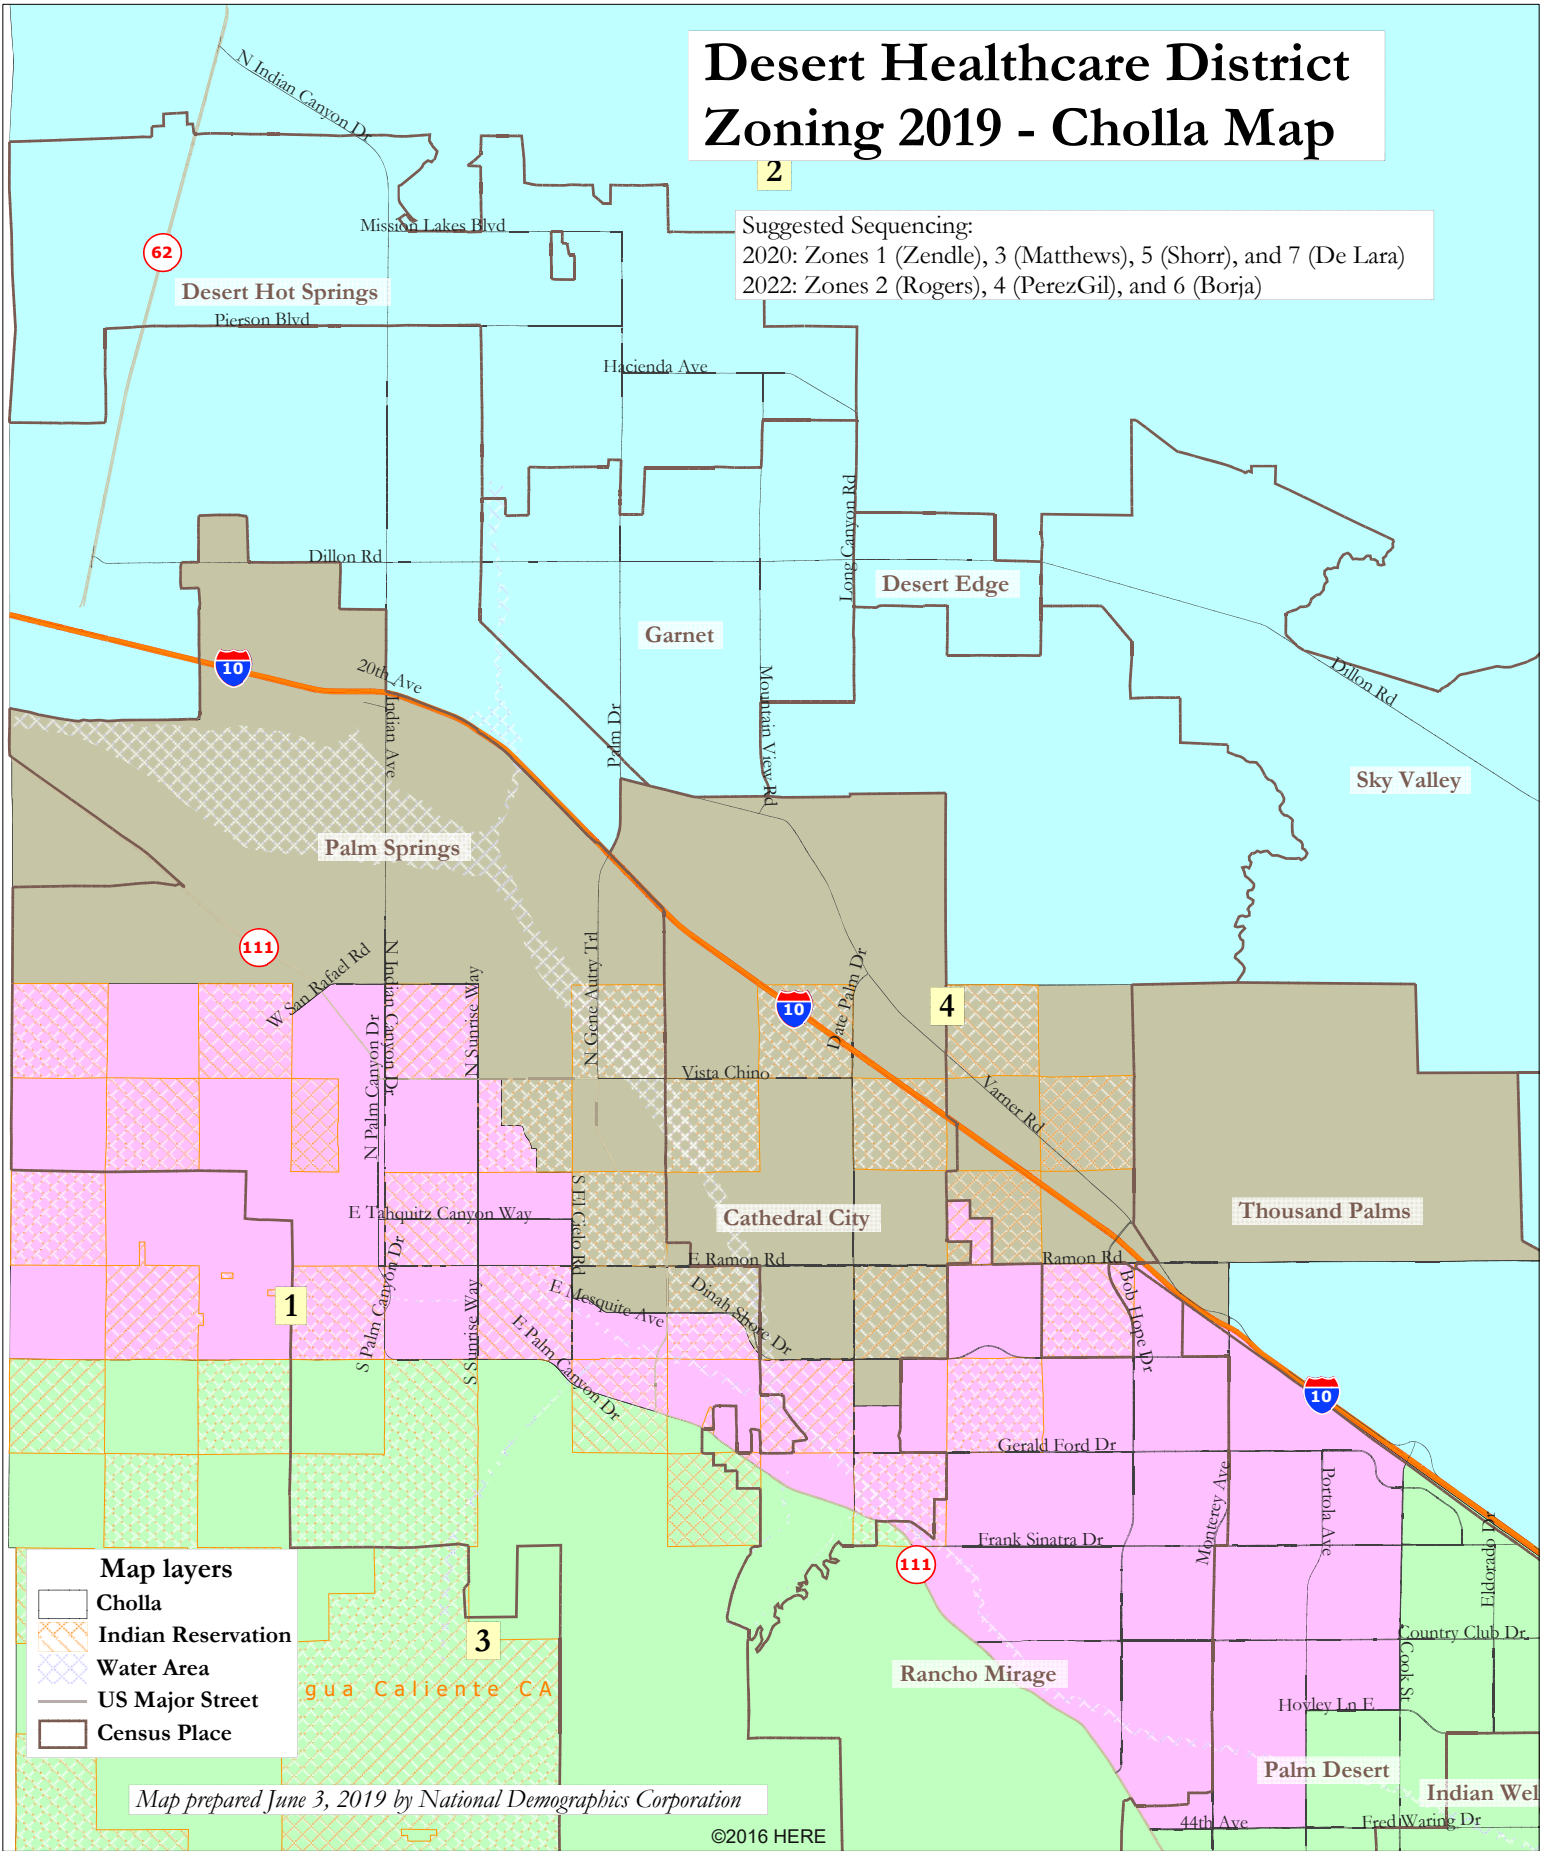 Desert Healthcare District
Zoning 2019 - Cholla Map
2
Suggested Sequencing:
2020: Zones 1 (Zendle), 3 (Matthews), 5 (Shorr), and 7 (De Lara)
2022: Zones 2 (Rogers), 4 (PerezGil), and 6 (Borja)
N Indian Canyon Dr
Mission Lakes Blvd
62
Desert Hot Springs
Pierson Blvd
Hacienda Ave
Long Canyon Rd
Dillon Rd
Desert Edge
Garnet
10
20th Ave
Indian Ave
Palm Dr
Mountain View Rd
Dillon Rd
Sky Valley
Palm Springs
111
W San Rafael Rd
N Indian Canyon Dr
N Palm Canyon Dr
N Sunrise Way
N Gene Autry Trl
10
Date Palm Dr
4
Vista Chino
Varner Rd
E Tahquitz Canyon Way
S El Cielo Rd
Cathedral City
Thousand Palms
E Ramon Rd
Ramon Rd
1
S Palm Canyon Dr
S Sunrise Way
E Mesquite Ave
Dinah Shore Dr
E Palm Canyon Dr
Bob Hope Dr
10
Gerald Ford Dr
Monterey Ave
Portola Ave
Frank Sinatra Dr
Eldorado Dr
111
Map layers
Cholla
Indian Reservation
Water Area
US Major Street
Census Place
3
gua Caliente CA
Country Club Dr
Cook St
Rancho Mirage
Hovley Ln E
Palm Desert
Indian Wel
44th Ave
Fred Waring Dr
Map prepared June 3, 2019 by National Demographics Corporation
©2016 HERE